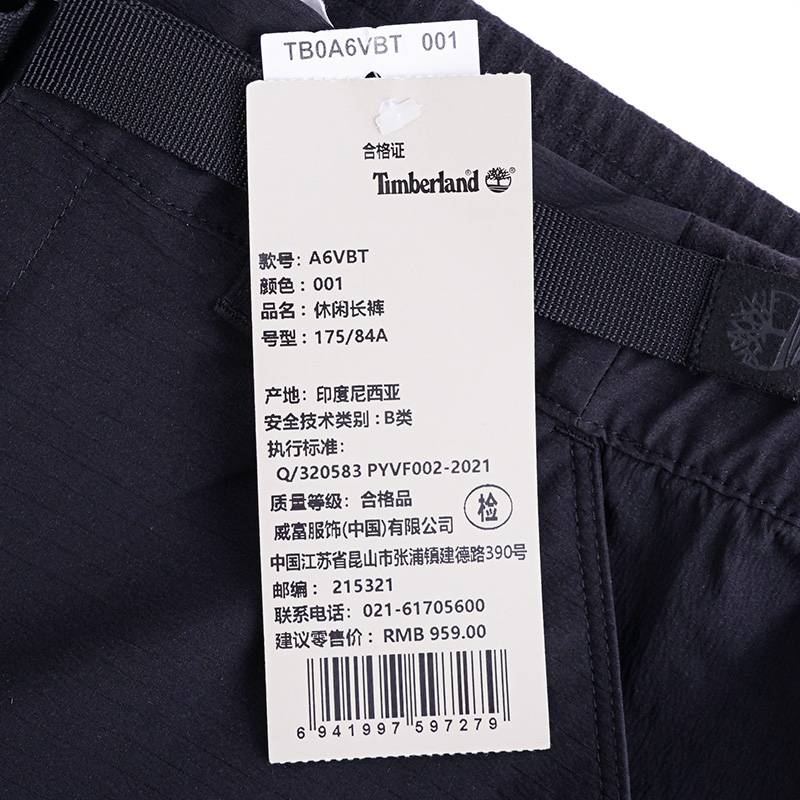 TB0A6VBT 001
合格证
Timberland
款号: A6VBT
颜色: 001
品名: 休闲长裤
号型: 175/84A
产地: 印度尼西亚
安全技术类别: B类
执行标准:
Q/320583 PYVF002-2021
质量等级: 合格品
检
威富服饰(中国)有限公司
中国江苏省昆山市张浦镇建德路390号
邮编: 215321
联系电话: 021-61705600
建议零售价: RMB 959.00
6 941997 597279